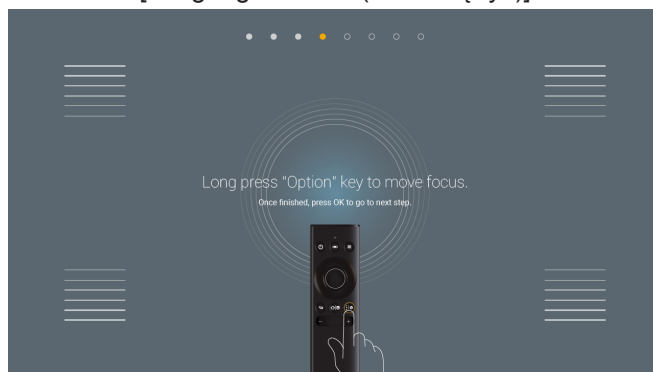 Long press "Option" key to move focus.
Once finished, press OK to go to next step.